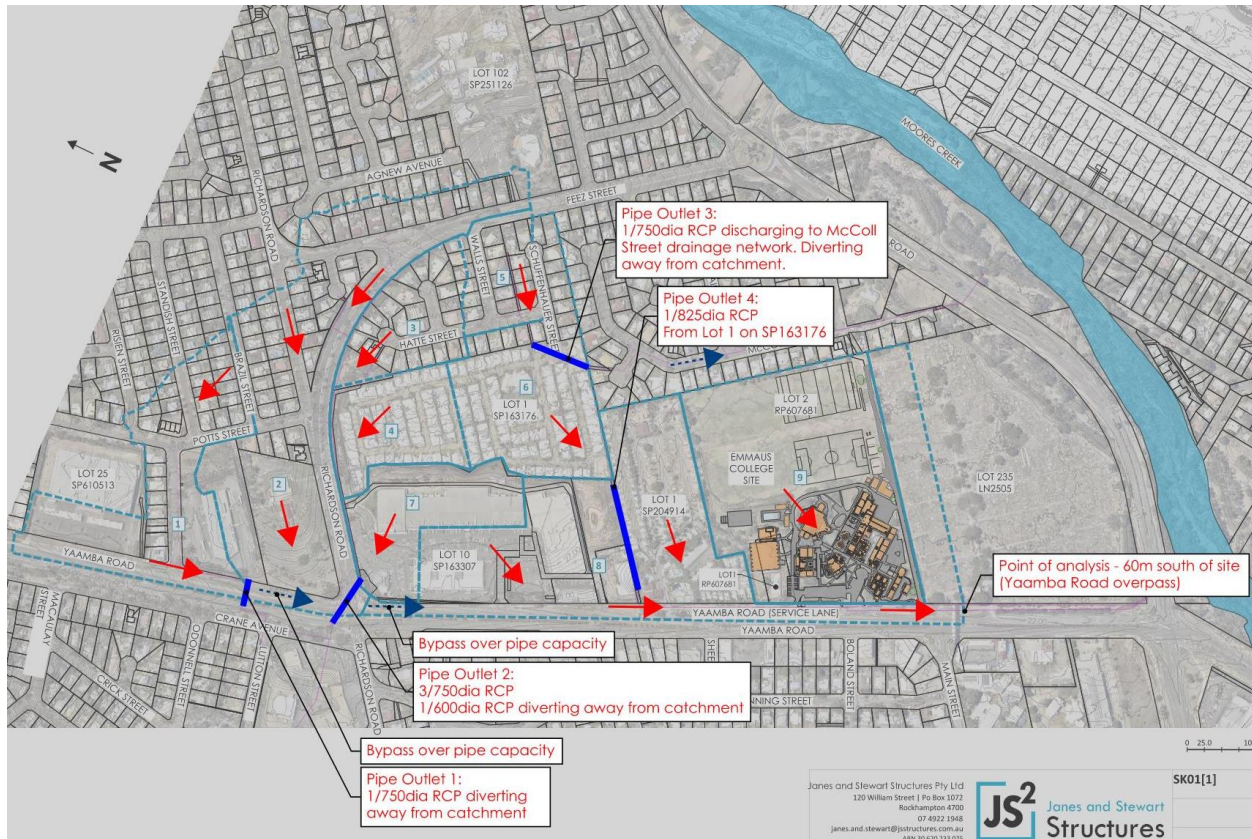 LOT 102
SP251126
MOORES CREEK
N
AGNEW AVENUE
RICHARDSON ROAD
FEEZ STREET
ROAD
STANDISH STREET
RISIEN STREET
BRAZIL STREET
POTTS STREET
WALLS STREET
SCHUFFENHAUER STREET
HATTIE STREET
5
3
Pipe Outlet 3:
1/750dia RCP discharging to McColl
Street drainage network. Diverting
away from catchment.
Pipe Outlet 4:
1/825dia RCP
From Lot 1 on SP163176
6
LOT 1
SP163176
4
LOT 2
RP607681
EMMAUS
COLLEGE
SITE
9
LOT 235
LN2505
LOT 25
SP610513
1
2
RICHARDSON ROAD
7
LOT 10
SP163307
8
LOT 1
SP204914
LOT1
RP607681
YAAMBA ROAD
Point of analysis - 60m south of site
(Yaamba Road overpass)
YAAMBA ROAD (SERVICE LANE)
YAAMBA ROAD
MACAULAY
STREET
CRANE AVENUE
ODONNELL STREET
LUTTON STREET
CRICK STREET
RICHARDSON ROAD
SHEE
NNING STREET
BOLAND STREET
MAIN STREET
Bypass over pipe capacity
Pipe Outlet 2:
3/750dia RCP
1/600dia RCP diverting away from catchment
Bypass over pipe capacity
Pipe Outlet 1:
1/750dia RCP diverting
away from catchment
0 25.0 10
SK01[1]
Janes and Stewart Structures Pty Ltd
120 William Street | Po Box 1072
Rockhampton 4700
07 4922 1948
janes.and.stewart@jsstructures.com.au
JS2
Janes and Stewart
Structures